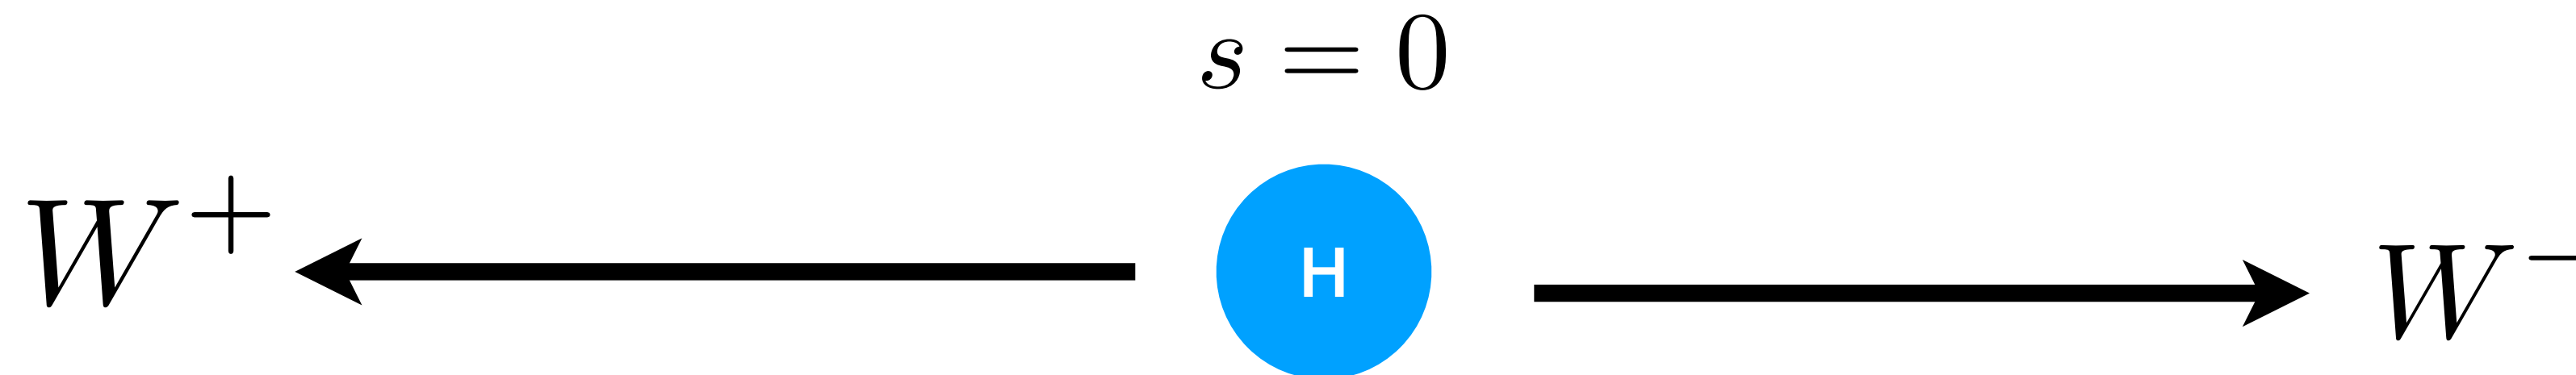 s = 0
W⁺ H W⁻